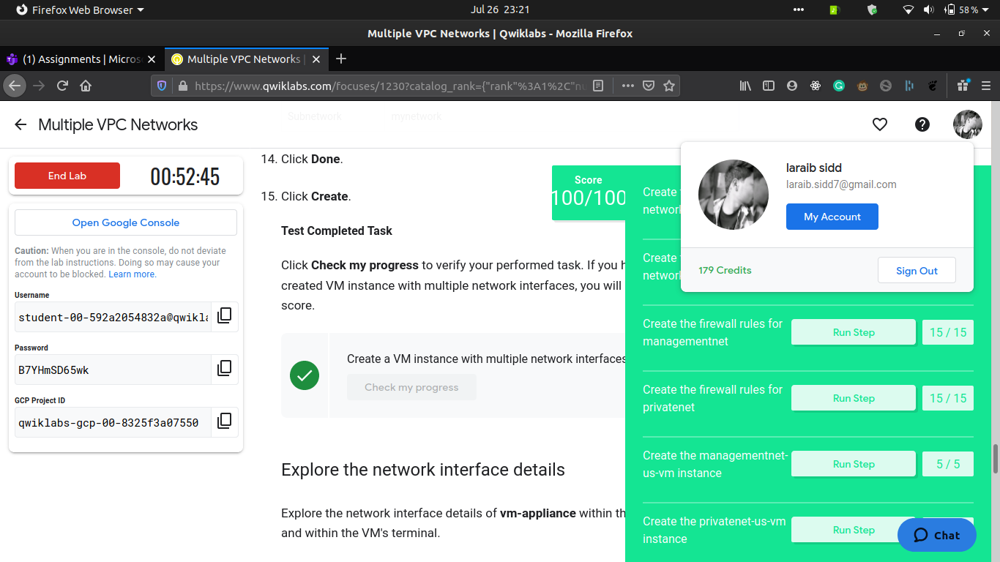 Firefox Web Browser
Jul 26 23:21
58 %
Multiple VPC Networks | Qwiklabs - Mozilla Firefox
(1) Assignments | Micros
Multiple VPC Networks |
https://www.qwiklabs.com/focuses/1230?catalog_rank={"rank"%3A1%2C"nu
Multiple VPC Networks
Subnetwork mynetwork
End Lab
00:52:45
Open Google Console
Caution: When you are in the console, do not deviate
from the lab instructions. Doing so may cause your
account to be blocked. Learn more.
Username
student-00-592a2054832a@qwikla
Password
B7YHmSD65wk
GCP Project ID
qwiklabs-gcp-00-8325f3a07550
14. Click Done.
15. Click Create.
Test Completed Task
Click Check my progress to verify your performed task. If you h
created VM instance with multiple network interfaces, you will
score.
Create a VM instance with multiple network interfaces
Check my progress
Explore the network interface details
Explore the network interface details of vm-appliance within th
and within the VM's terminal.
Score
100/100
laraib sidd
laraib.sidd7@gmail.com
My Account
179 Credits
Sign Out
Create
network
Create
network
Create the firewall rules for
managementnet
Run Step
15 / 15
Create the firewall rules for
privatenet
Run Step
15 / 15
Create the managementnet-
us-vm instance
Run Step
5 / 5
Create the privatenet-us-vm
instance
Run Step
Chat